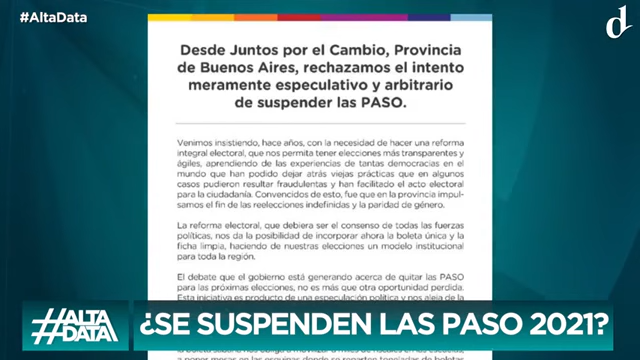 #AltaData
d
Desde Juntos por el Cambio, Provincia
de Buenos Aires, rechazamos el intento
meramente especulativo y arbitrario
de suspender las PASO.
Venimos insistiendo, hace años, con la necesidad de hacer una reforma
integral electoral, que nos permita tener elecciones más transparentes y
ágiles, aprendiendo de las experiencias de tantas democracias en el
mundo que han podido dejar atrás viejas prácticas que en algunos
casos pudieron resultar fraudulentas y han facilitado el acto electoral
para la ciudadanía. Convencidos de esto, fue que en la provincia impul-
samos el fin de las reelecciones indefinidas y la paridad de género.
La reforma electoral, que debiera ser el consenso de todas las fuerzas
políticas, nos da la posibilidad de incorporar ahora la boleta única y la
ficha limpia, haciendo de nuestras elecciones un modelo institucional
para toda la región.
El debate que el gobierno está generando acerca de quitar las PASO
para las próximas elecciones, no es más que otra oportunidad perdida.
Esta iniciativa es producto de una especulación política y nos aleja de la
#ALTA
DATA
¿SE SUSPENDEN LAS PASO 2021?